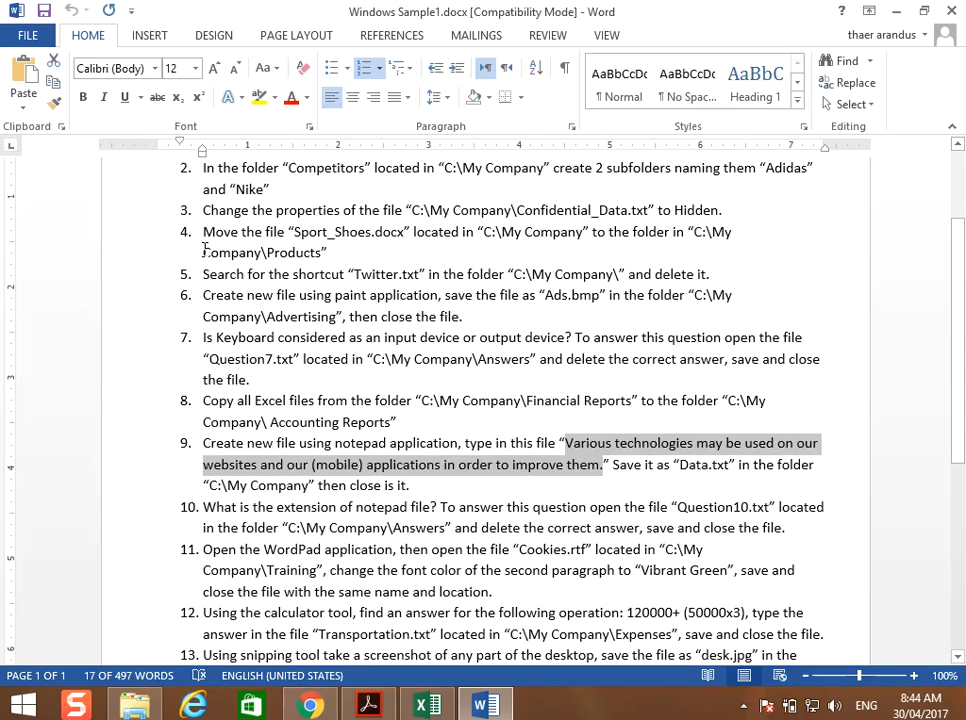 Windows Sample1.docx [Compatibility Mode] - Word
FILE HOME INSERT DESIGN PAGE LAYOUT REFERENCES MAILINGS REVIEW VIEW thaer arandus
Paste
Calibri (Body) 12
Aa
B I U abc x₂ x² A A
AaBbCcDc AaBbCcDc AaBbCc
¶ Normal ¶ No Spac... Heading 1
Find
Replace
Select
Clipboard Font Paragraph Styles Editing
1 2 3 4 5 6 7
2. In the folder “Competitors” located in “C:\My Company” create 2 subfolders naming them “Adidas”
and “Nike”
3. Change the properties of the file “C:\My Company\Confidential_Data.txt” to Hidden.
4. Move the file “Sport_Shoes.docx” located in “C:\My Company” to the folder in “C:\My
Company\Products”
5. Search for the shortcut “Twitter.txt” in the folder “C:\My Company\” and delete it.
6. Create new file using paint application, save the file as “Ads.bmp” in the folder “C:\My
Company\Advertising”, then close the file.
7. Is Keyboard considered as an input device or output device? To answer this question open the file
“Question7.txt” located in “C:\My Company\Answers” and delete the correct answer, save and close
the file.
8. Copy all Excel files from the folder “C:\My Company\Financial Reports” to the folder “C:\My
Company\ Accounting Reports”
9. Create new file using notepad application, type in this file “Various technologies may be used on our
websites and our (mobile) applications in order to improve them.” Save it as “Data.txt” in the folder
“C:\My Company” then close is it.
10. What is the extension of notepad file? To answer this question open the file “Question10.txt” located
in the folder “C:\My Company\Answers” and delete the correct answer, save and close the file.
11. Open the WordPad application, then open the file “Cookies.rtf” located in “C:\My
Company\Training”, change the font color of the second paragraph to “Vibrant Green”, save and
close the file with the same name and location.
12. Using the calculator tool, find an answer for the following operation: 120000+ (50000x3), type the
answer in the file “Transportation.txt” located in “C:\My Company\Expenses”, save and close the file.
13. Using snipping tool take a screenshot of any part of the desktop, save the file as “desk.jpg” in the
PAGE 1 OF 1 17 OF 497 WORDS ENGLISH (UNITED STATES) 100%
ENG
8:44 AM
30/04/2017